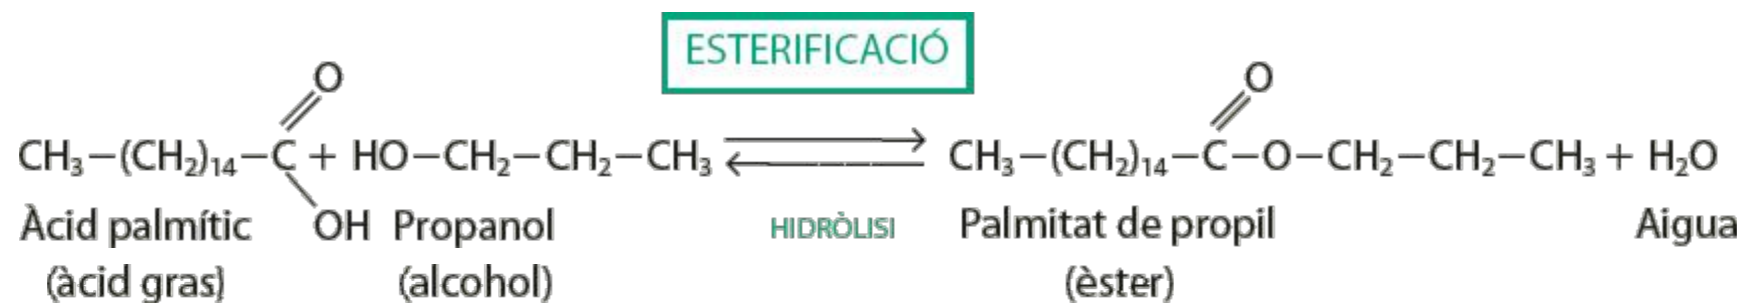 ESTERIFICACIÓ
O O
CH₃–(CH₂)₁₄–C + HO–CH₂–CH₂–CH₃ CH₃–(CH₂)₁₄–C–O–CH₂–CH₂–CH₃ + H₂O
Àcid palmític OH Propanol HIDRÒLISI Palmitat de propil Aigua
(àcid gras) (alcohol) (èster)